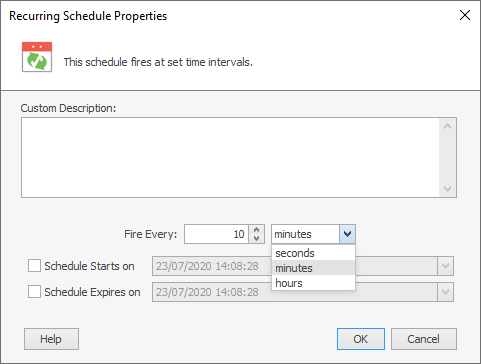 Recurring Schedule Properties
This schedule fires at set time intervals.
Custom Description:
Fire Every: 10 minutes
seconds
minutes
hours
Schedule Starts on 23/07/2020 14:08:28
Schedule Expires on 23/07/2020 14:08:28
Help OK Cancel